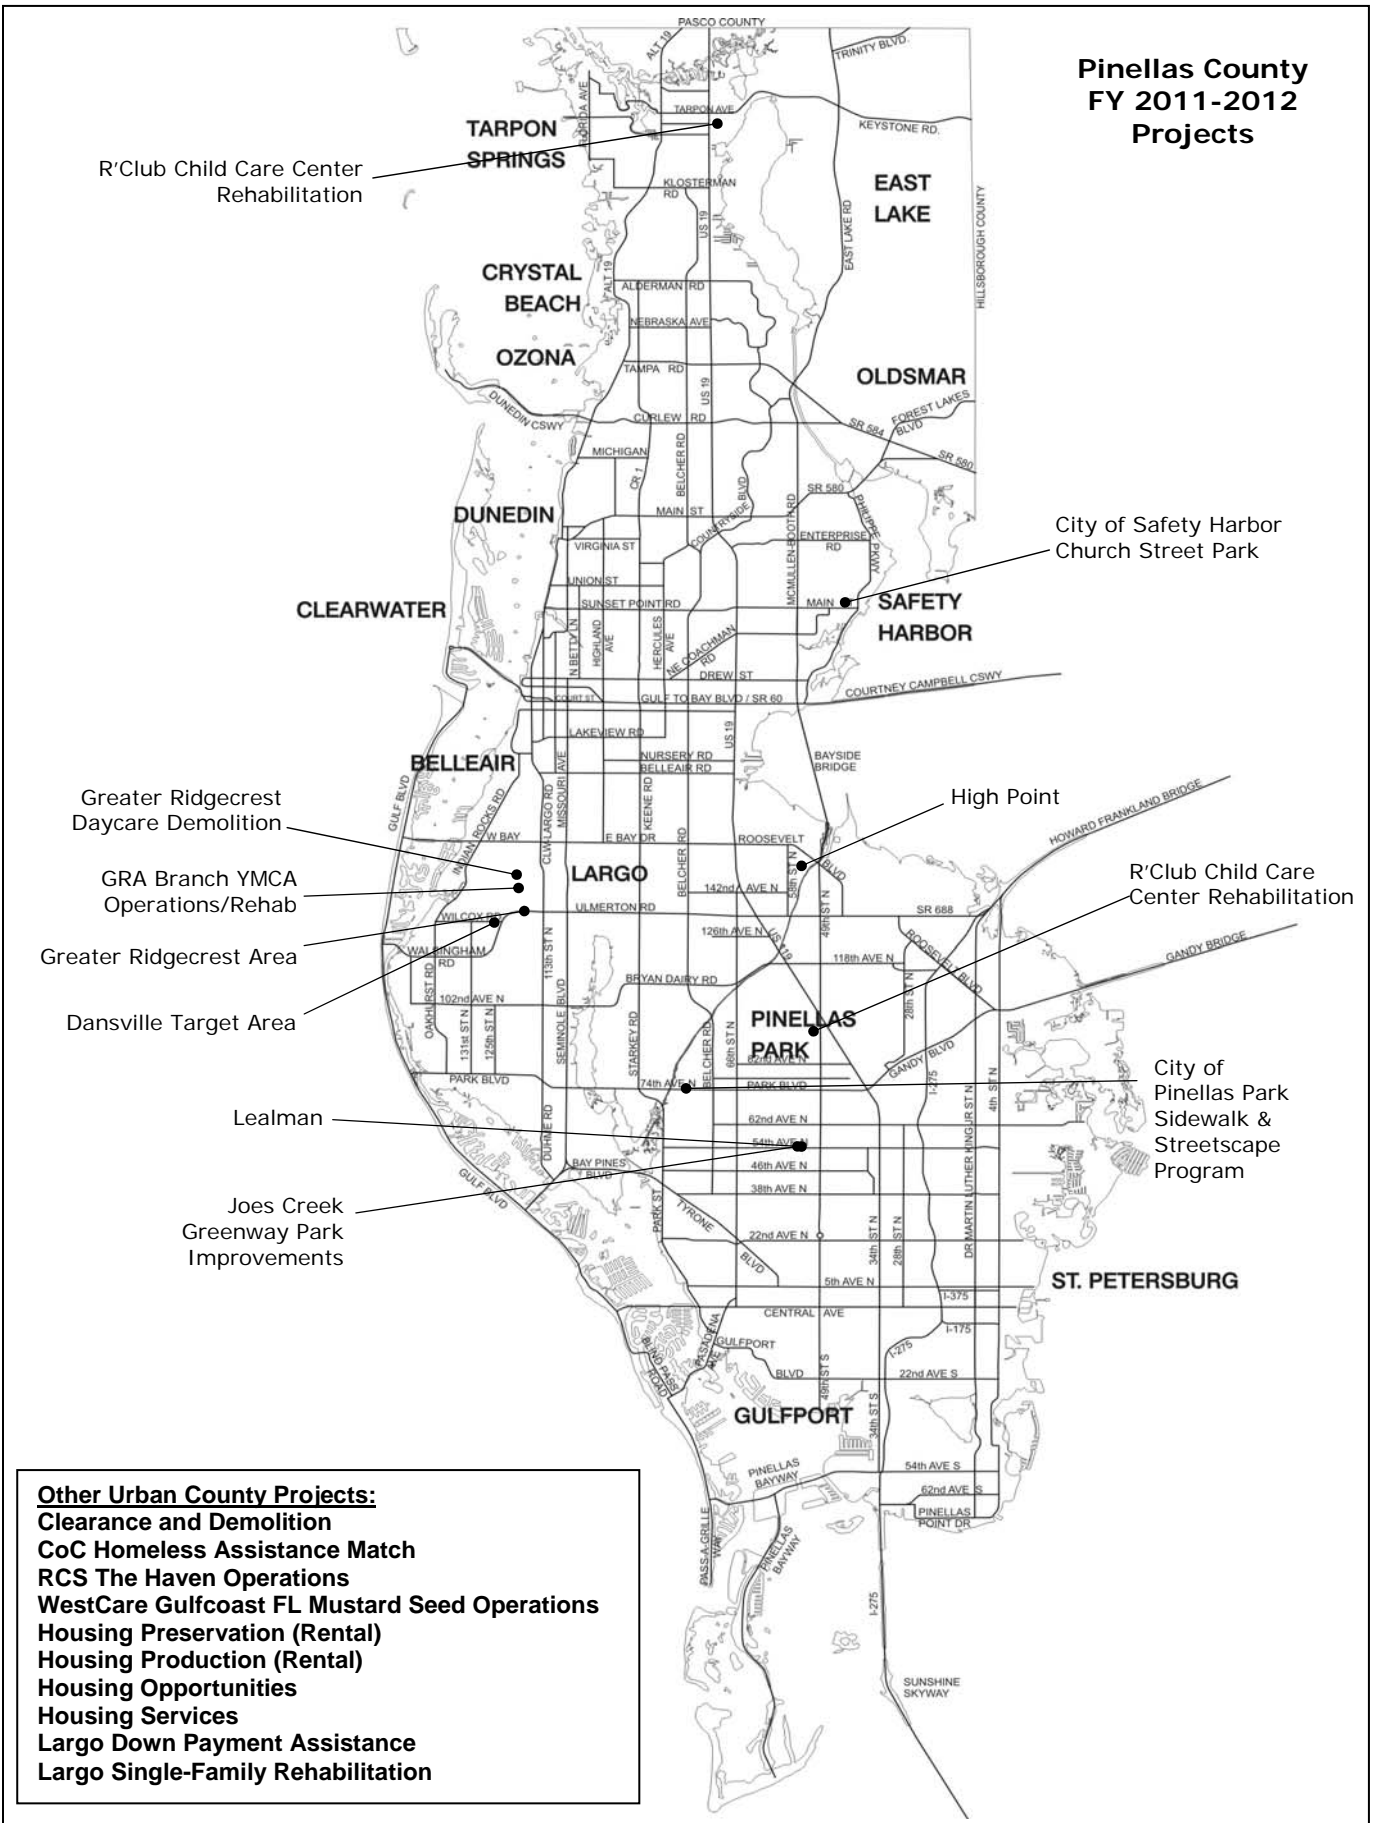 PASCO COUNTY
Pinellas County
FY 2011-2012
Projects
ALT 19
TRINITY BLVD.
TARPON AVE
KEYSTONE RD.
TARPON
SPRINGS
R'Club Child Care Center
Rehabilitation
KLOSTERMAN
RD
EAST
LAKE
US 19
EAST LAKE RD
HILLSBOROUGH COUNTY
CRYSTAL
BEACH
ALT 19
ALDERMAN RD
NEBRASKA AVE
OZONA
TAMPA RD
US 19
OLDSMAR
DUNEDIN CSWY
CURLEW RD
FOREST LAKES
BLVD
SR 584
SR 580
MICHIGAN
CR 1
BELCHER RD
COUNTRYSIDE BLVD
MCMULLEN-BOOTH RD
SR 580
PHILIPPE PKWY
DUNEDIN
MAIN ST
VIRGINIA ST
ENTERPRISE
RD
City of Safety Harbor
Church Street Park
UNION ST
CLEARWATER
SUNSET POINT RD
MAIN
SAFETY
HARBOR
N BETTY LN
HIGHLAND
AVE
HERCULES
AVE
NE COACHMAN
RD
DREW ST
COURT ST
GULF TO BAY BLVD / SR 60
COURTNEY CAMPBELL CSWY
LAKEVIEW RD
US 19
BELLEAIR
NURSERY RD
BELLEAIR RD
BAYSIDE
BRIDGE
GULF BLVD
INDIAN ROCKS RD
CLW-LARGO RD
MISSOURI AVE
KEENE RD
BELCHER RD
Greater Ridgecrest
Daycare Demolition
High Point
HOWARD FRANKLAND BRIDGE
W BAY
E BAY DR
ROOSEVELT
BLVD
LARGO
GRA Branch YMCA
Operations/Rehab
142nd AVE N
58th ST N
49th ST N
R'Club Child Care
Center Rehabilitation
WILCOX RD
ULMERTON RD
SR 688
Greater Ridgecrest Area
WALSINGHAM
RD
126th AVE N
US 19
118th AVE N
ROOSEVELT BLVD
GANDY BRIDGE
113th ST N
BRYAN DAIRY RD
28th ST N
OAKHURST RD
102nd AVE N
Dansville Target Area
131st ST N
125th ST N
SEMINOLE BLVD
STARKEY RD
BELCHER RD
66th ST N
PINELLAS
PARK
82nd AVE N
GANDY BLVD
I-275
4th ST N
PARK BLVD
74th AVE N
PARK BLVD
City of
Pinellas Park
Sidewalk &
Streetscape
Program
Lealman
62nd AVE N
54th AVE N
DUHME RD
BAY PINES
BLVD
46th AVE N
38th AVE N
GULF BLVD
DR MARTIN LUTHER KING JR ST N
Joes Creek
Greenway Park
Improvements
PARK ST
TYRONE
BLVD
22nd AVE N
34th ST N
28th ST N
5th AVE N
ST. PETERSBURG
I-375
CENTRAL AVE
I-175
PASADENA
AVE
GULFPORT
BLVD
I-275
BLIND PASS
ROAD
22nd AVE S
49th ST S
GULFPORT
34th ST S
PINELLAS
BAYWAY
54th AVE S
62nd AVE S
PINELLAS
POINT DR
PASS-A-GRILLE
WAY
PINELLAS
BAYWAY
I-275
SUNSHINE
SKYWAY
Other Urban County Projects:
Clearance and Demolition
CoC Homeless Assistance Match
RCS The Haven Operations
WestCare Gulfcoast FL Mustard Seed Operations
Housing Preservation (Rental)
Housing Production (Rental)
Housing Opportunities
Housing Services
Largo Down Payment Assistance
Largo Single-Family Rehabilitation